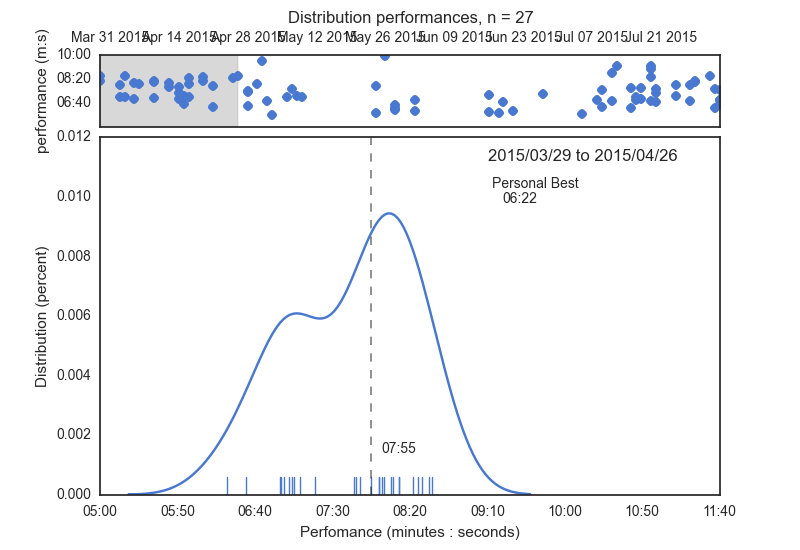 Distribution performances, n = 27
Mar 31 2015 Apr 14 2015 Apr 28 2015 May 12 2015 May 26 2015 Jun 09 2015 Jun 23 2015 Jul 07 2015 Jul 21 2015
performance (m:s)
10:00
08:20
06:40
0.012
0.010
0.008
0.006
0.004
0.002
0.000
Distribution (percent)
2015/03/29 to 2015/04/26
Personal Best
06:22
07:55
05:00 05:50 06:40 07:30 08:20 09:10 10:00 10:50 11:40
Perfomance (minutes : seconds)